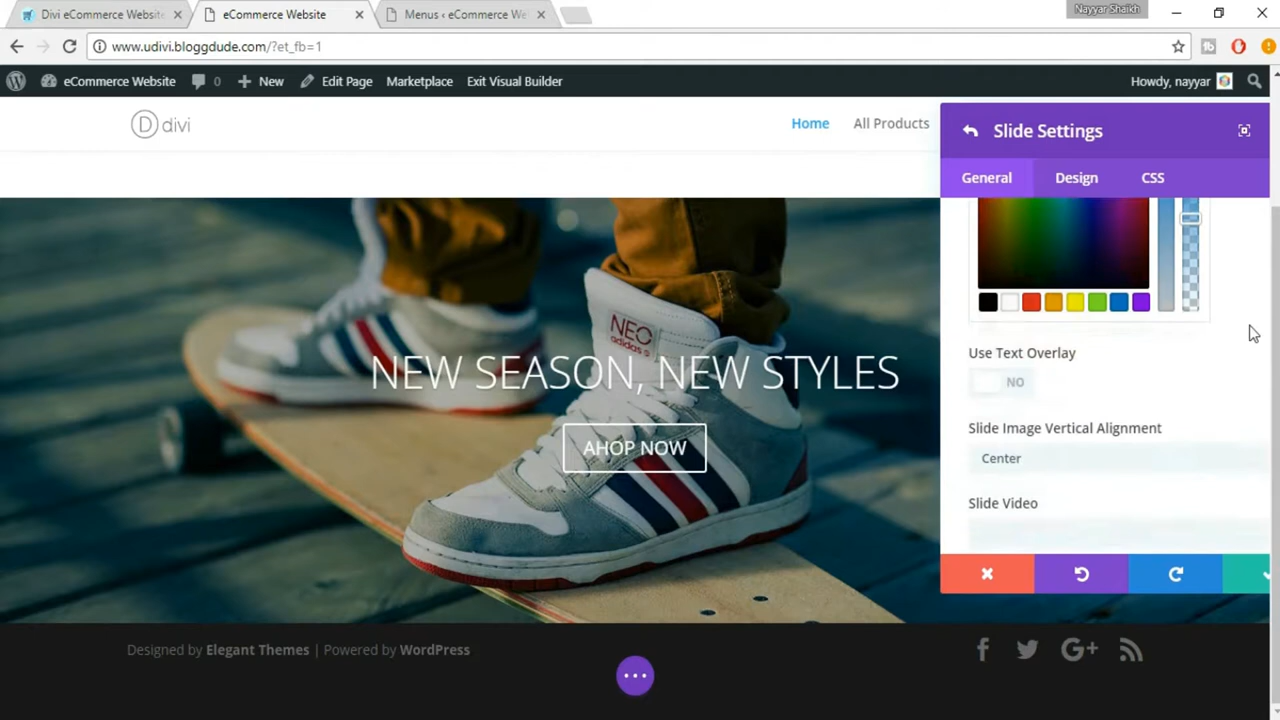 Divi eCommerce Website
eCommerce Website
Menus ‹ eCommerce We
Nayyar Shaikh
www.udivi.bloggdude.com/?et_fb=1
eCommerce Website
0
New
Edit Page
Marketplace
Exit Visual Builder
Howdy, nayyar
D divi
Home
All Products
Slide Settings
General
Design
CSS
NEO
adidas
NEW SEASON, NEW STYLES
AHOP NOW
Use Text Overlay
NO
Slide Image Vertical Alignment
Center
Slide Video
Designed by Elegant Themes | Powered by WordPress